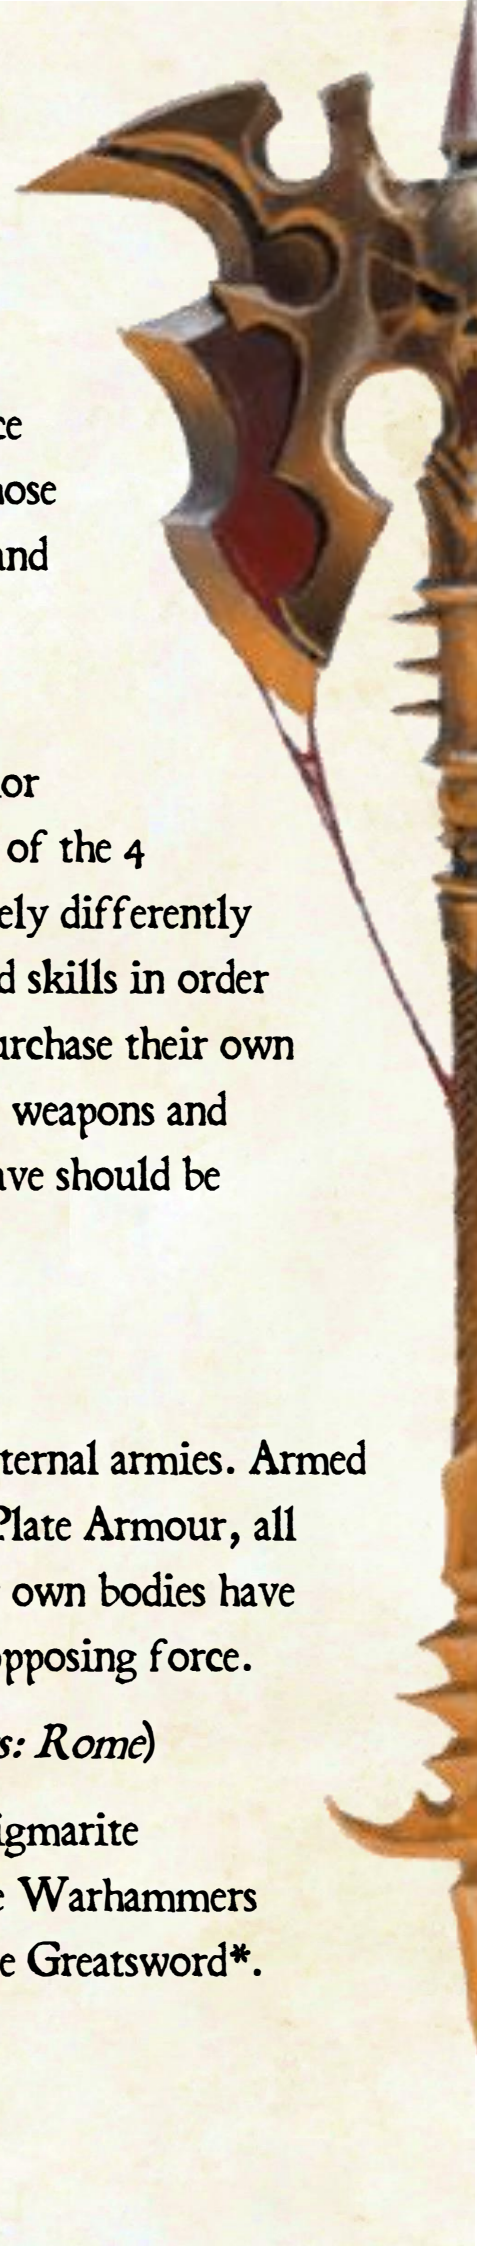 ce
hose
and
or
of the 4
ely differently
d skills in order
urchase their own
weapons and
ave should be
ternal armies. Armed
Plate Armour, all
own bodies have
pposing force.
s: Rome)
igmarite
e Warhammers
e Greatsword*.